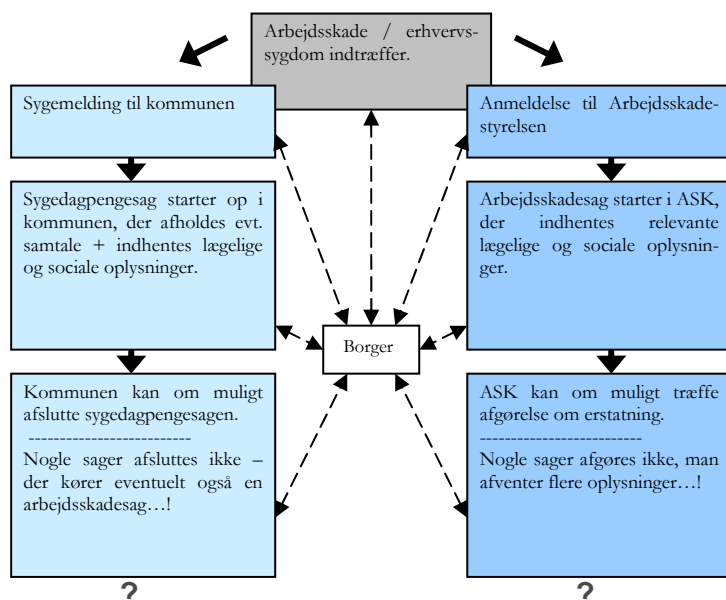 Arbejdsskade / erhvervs-
sygdom indtræffer.
Sygemelding til kommunen
Anmeldelse til Arbejdsskade-
styrelsen
Sygedagpengesag starter op i
kommunen, der afholdes evt.
samtale + indhentes lægelige
og sociale oplysninger.
Arbejdsskadesag starter i ASK,
der indhentes relevante
lægelige og sociale oplysnin-
ger.
Borger
Kommunen kan om muligt
afslutte sygedagpengesagen.
--------------------------
Nogle sager afsluttes ikke –
der kører eventuelt også en
arbejdsskadesag…!
ASK kan om muligt træffe
afgørelse om erstatning.
--------------------------
Nogle sager afgøres ikke, man
afventer flere oplysninger…!
?
?